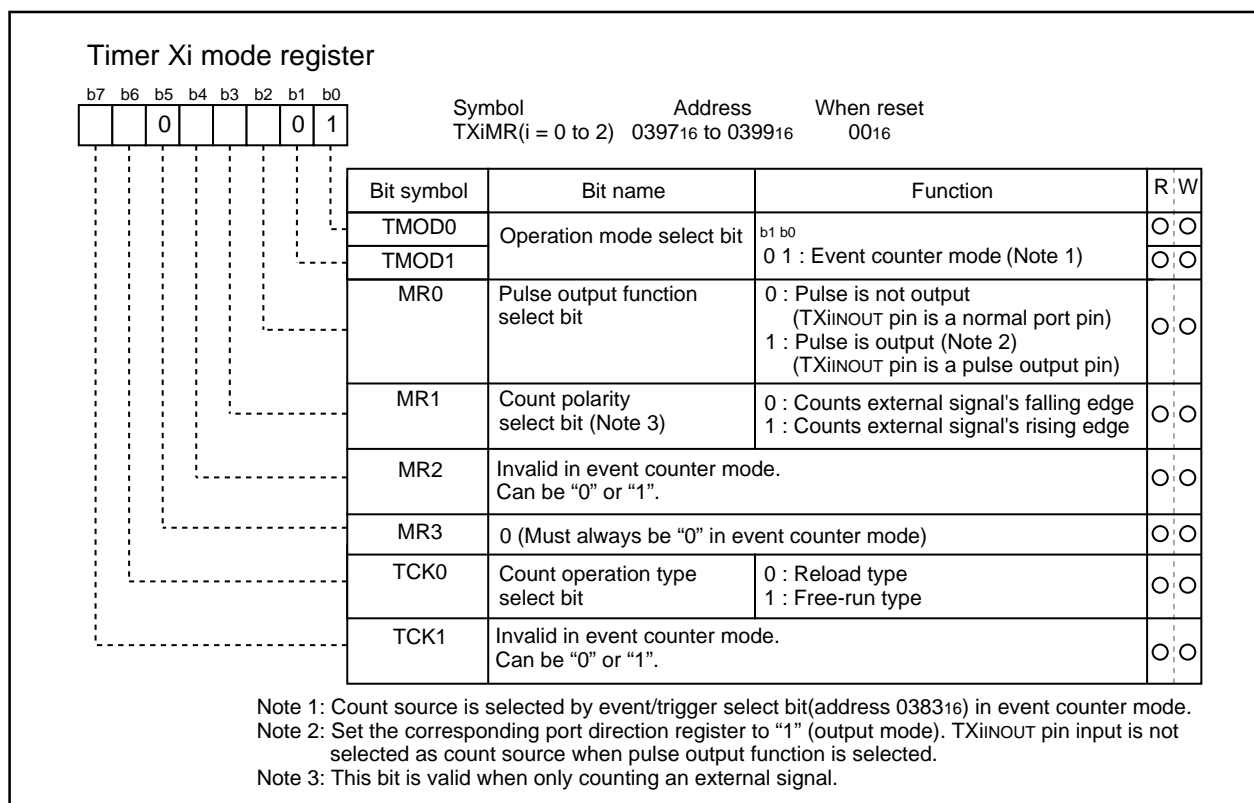 Timer Xi mode register
b7 b6 b5 b4 b3 b2 b1 b0
0 0 1
Symbol Address When reset
TXiMR(i = 0 to 2) 039716 to 039916 0016
Bit symbol Bit name Function R W
TMOD0 Operation mode select bit b1 b0
TMOD1 0 1 : Event counter mode (Note 1)
MR0 Pulse output function 0 : Pulse is not output
select bit (TXiINOUT pin is a normal port pin)
1 : Pulse is output (Note 2)
(TXiINOUT pin is a pulse output pin)
MR1 Count polarity 0 : Counts external signal's falling edge
select bit (Note 3) 1 : Counts external signal's rising edge
MR2 Invalid in event counter mode.
Can be “0” or “1”.
MR3 0 (Must always be “0” in event counter mode)
TCK0 Count operation type 0 : Reload type
select bit 1 : Free-run type
TCK1 Invalid in event counter mode.
Can be “0” or “1”.
Note 1: Count source is selected by event/trigger select bit(address 038316) in event counter mode.
Note 2: Set the corresponding port direction register to “1” (output mode). TXiINOUT pin input is not
selected as count source when pulse output function is selected.
Note 3: This bit is valid when only counting an external signal.